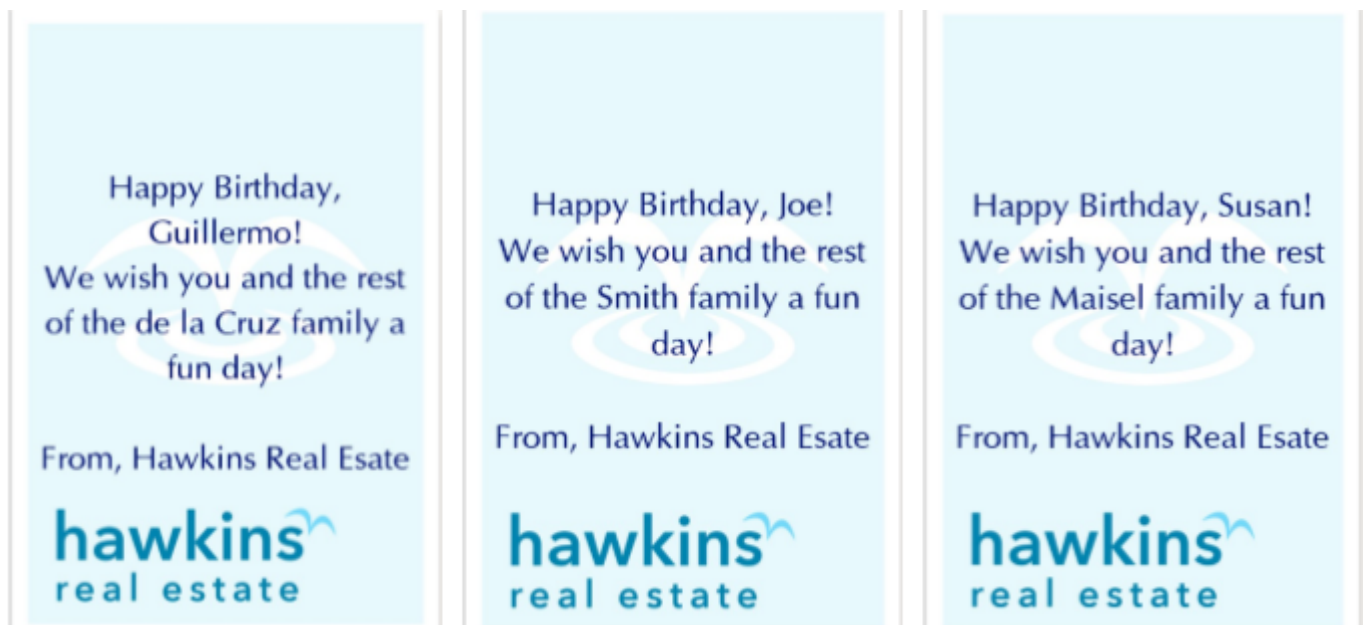 Happy Birthday,
Guillermo!
We wish you and the rest
of the de la Cruz family a
fun day!
From, Hawkins Real Esate
hawkins
real estate
Happy Birthday, Joe!
We wish you and the rest
of the Smith family a fun
day!
From, Hawkins Real Esate
hawkins
real estate
Happy Birthday, Susan!
We wish you and the rest
of the Maisel family a fun
day!
From, Hawkins Real Esate
hawkins
real estate